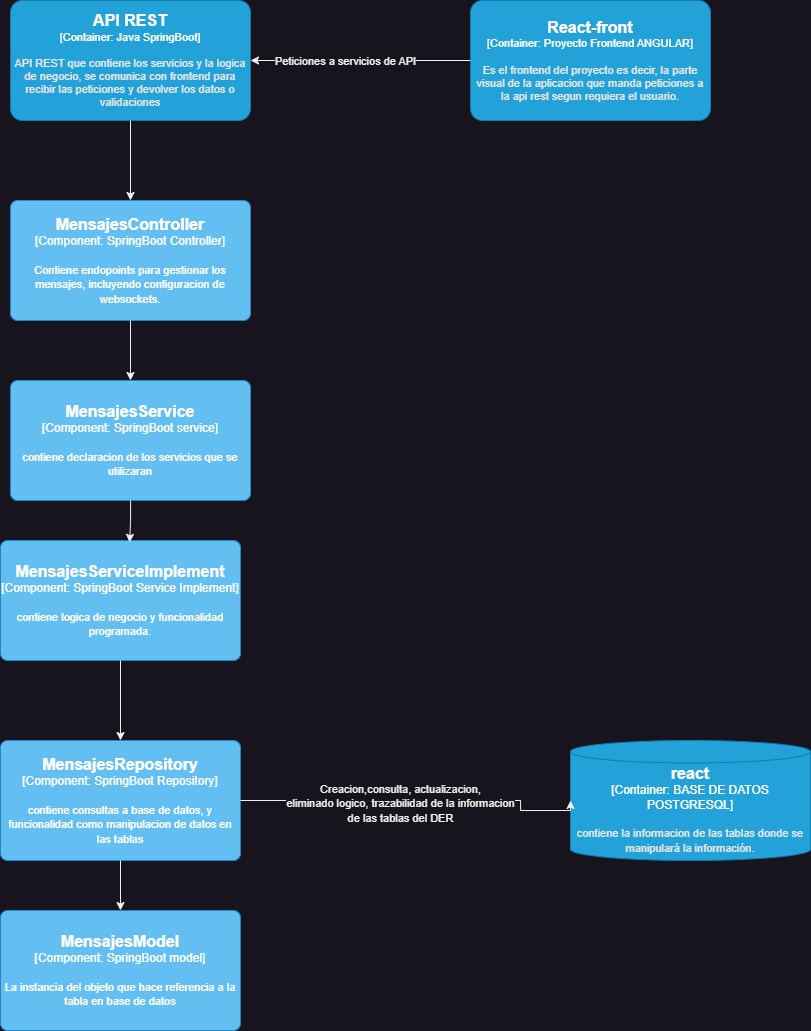 API REST
[Container: Java SpringBoot]
API REST que contiene los servicios y la logica
de negocio, se comunica con frontend para
recibir las peticiones y devolver los datos o
validaciones
Peticiones a servicios de API
React-front
[Container: Proyecto Frontend ANGULAR]
Es el frontend del proyecto es decir, la parte
visual de la aplicacion que manda peticiones a
la api rest segun requiera el usuario.
MensajesController
[Component: SpringBoot Controller]
Contiene endopoints para gestionar los
mensajes, incluyendo configuracion de
websockets.
MensajesService
[Component: SpringBoot service]
contiene declaracion de los servicios que se
utilizaran
MensajesServiceImplement
[Component: SpringBoot Service Implement]
contiene logica de negocio y funcionalidad
programada.
MensajesRepository
[Component: SpringBoot Repository]
contiene consultas a base de datos, y
funcionalidad como manipulacion de datos en
las tablas
Creacion,consulta, actualizacion,
eliminado logico, trazabilidad de la informacion
de las tablas del DER
react
[Container: BASE DE DATOS
POSTGRESQL]
contiene la informacion de las tablas donde se
manipulará la información.
MensajesModel
[Component: SpringBoot model]
La instancia del objeto que hace referencia a la
tabla en base de datos